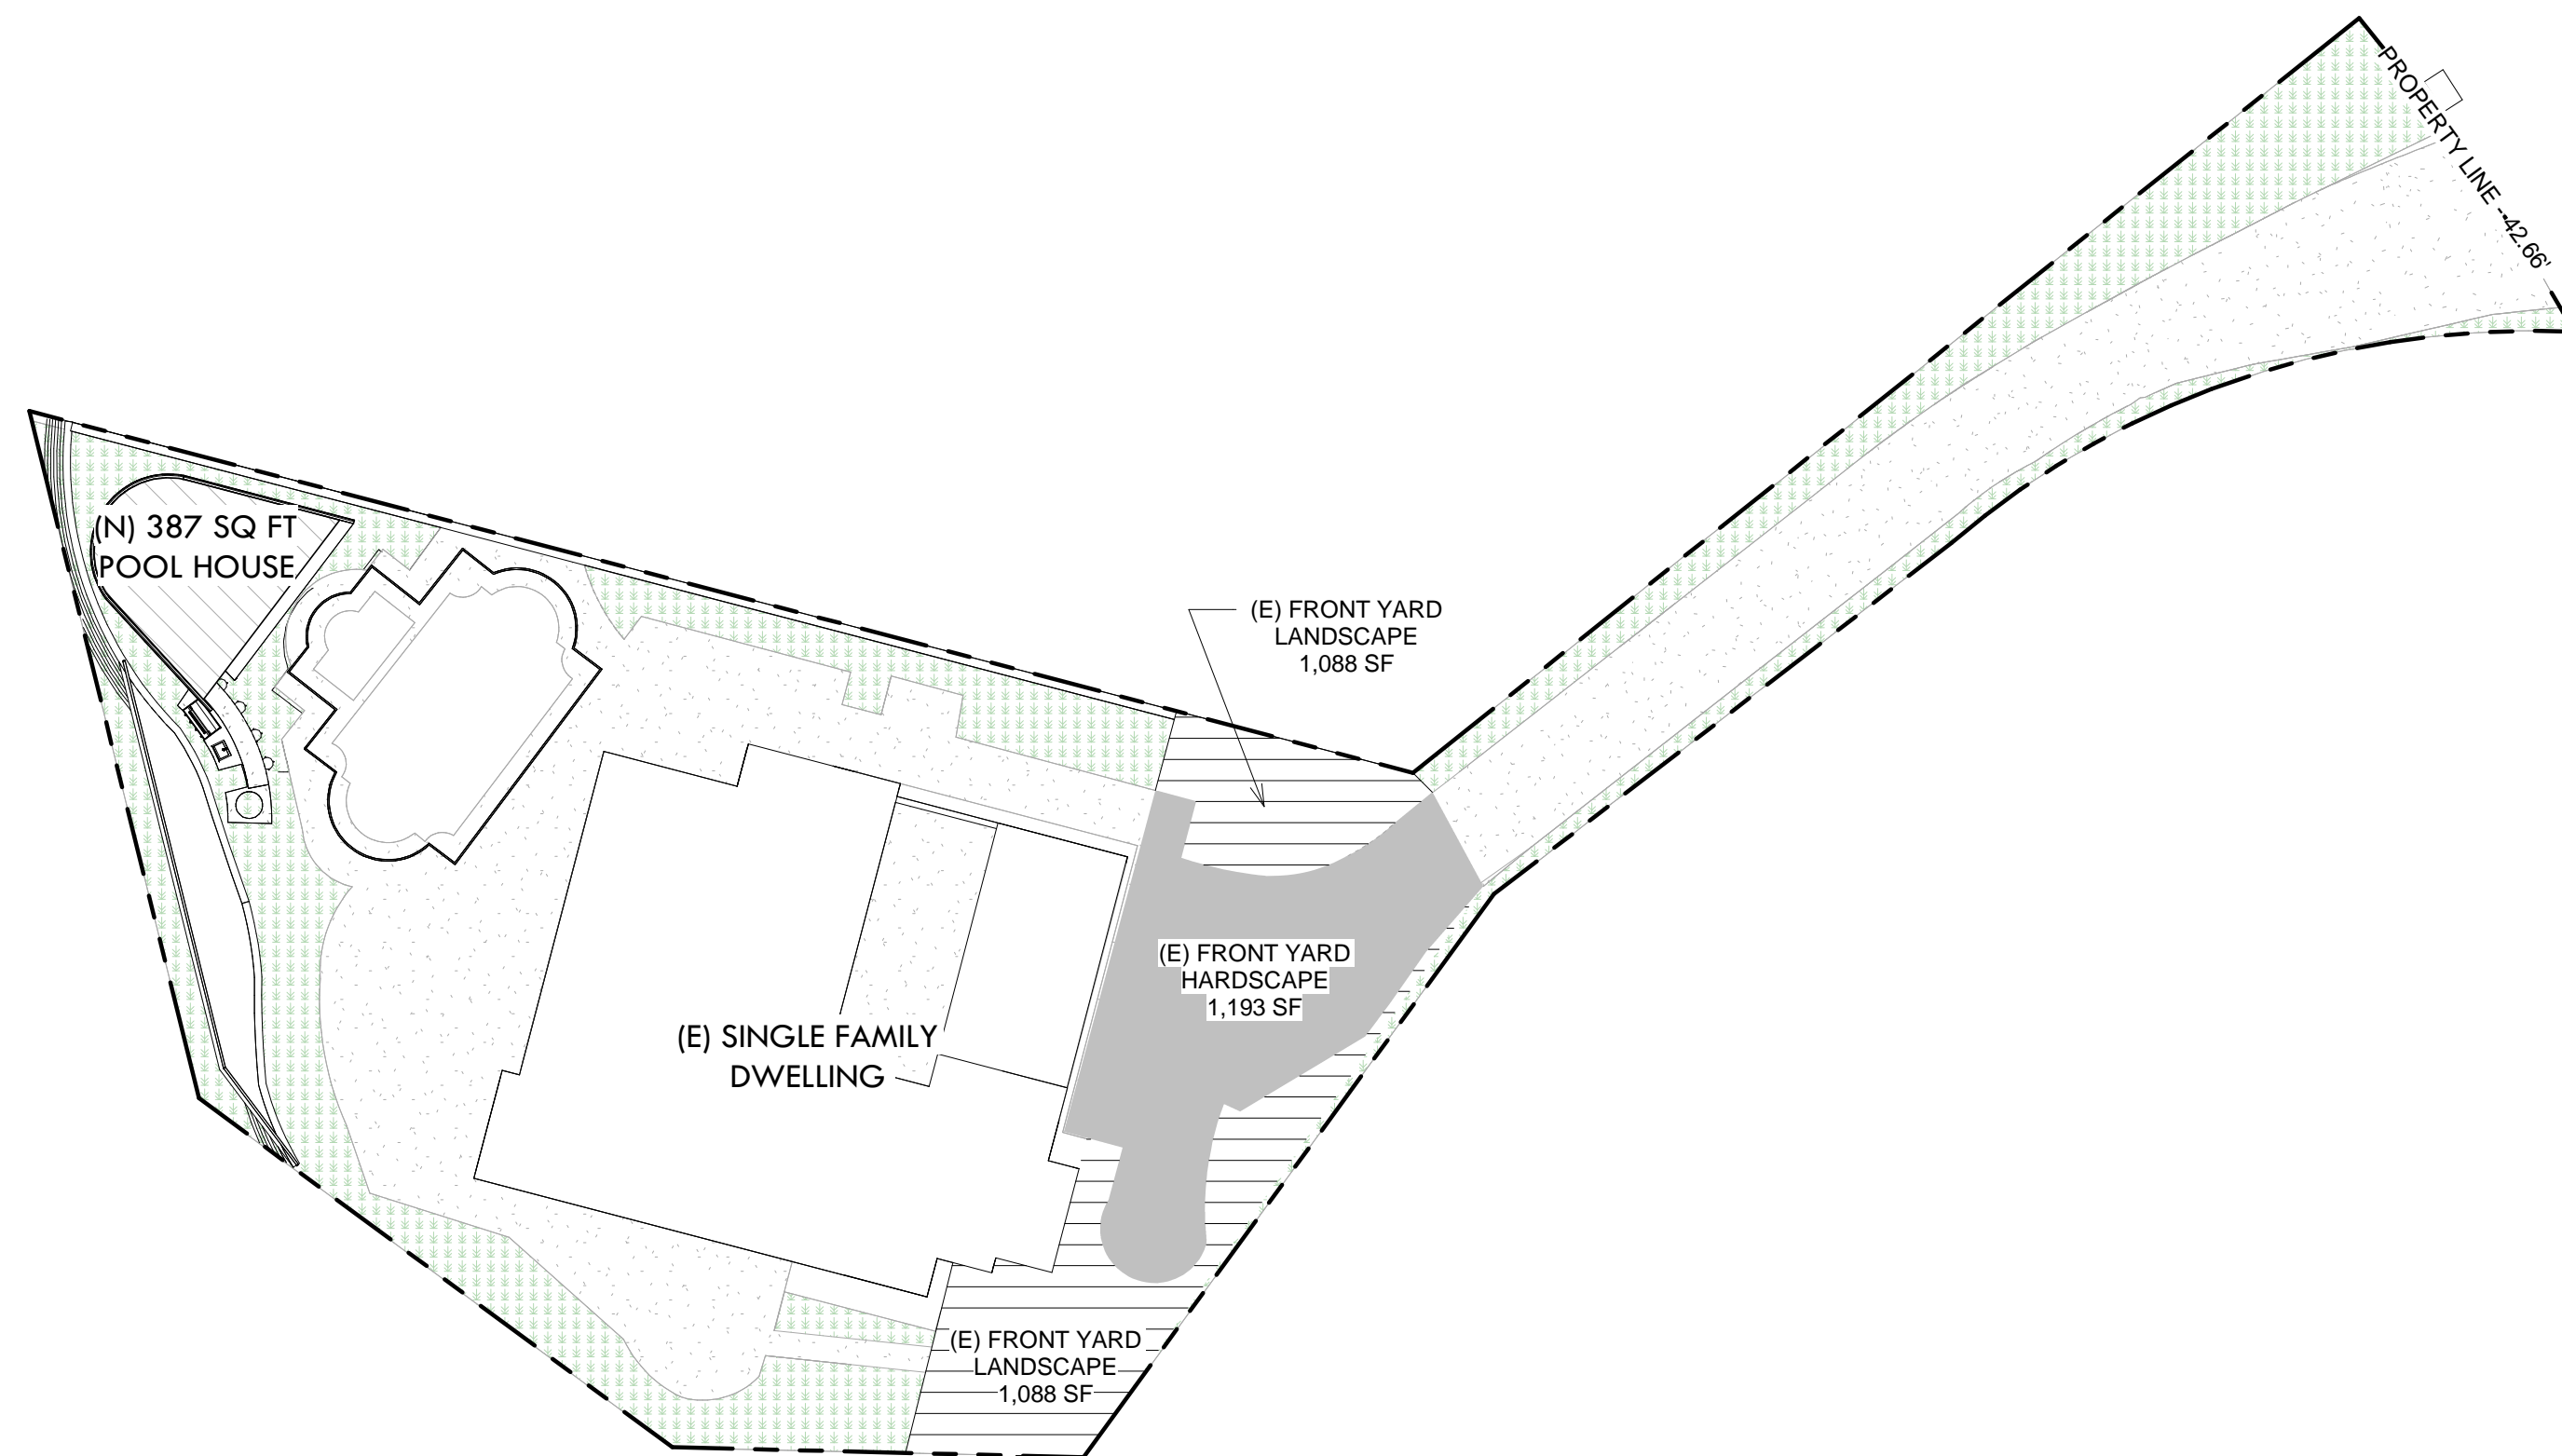 PROPERTY LINE - 42.66'
(N) 387 SQ FT
POOL HOUSE
(E) FRONT YARD
LANDSCAPE
1,088 SF
(E) FRONT YARD
HARDSCAPE
1,193 SF
(E) SINGLE FAMILY
DWELLING
(E) FRONT YARD
LANDSCAPE
1,088 SF